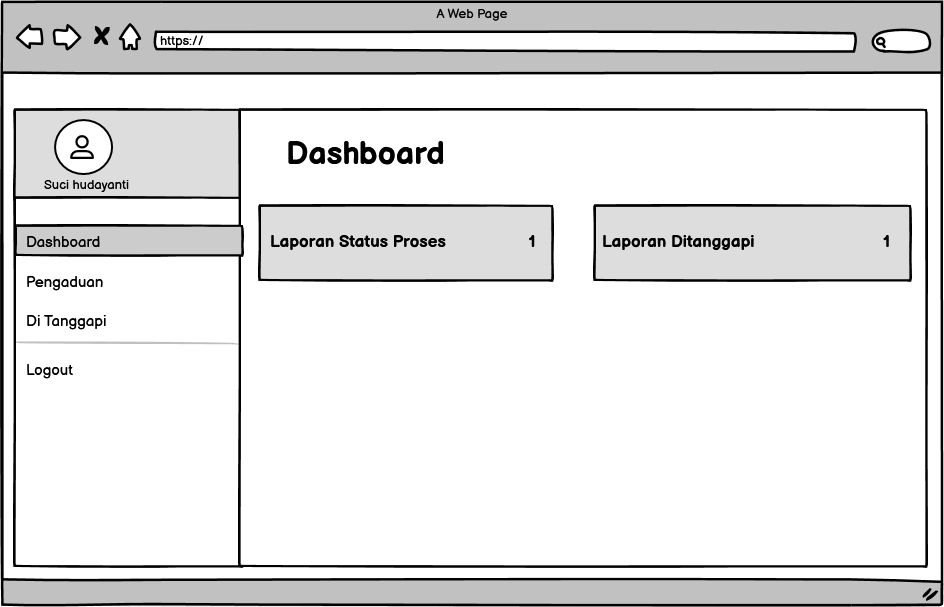 A Web Page
https://
Suci hudayanti
Dashboard
Pengaduan
Di Tanggapi
Logout
Dashboard
Laporan Status Proses 1
Laporan Ditanggapi 1